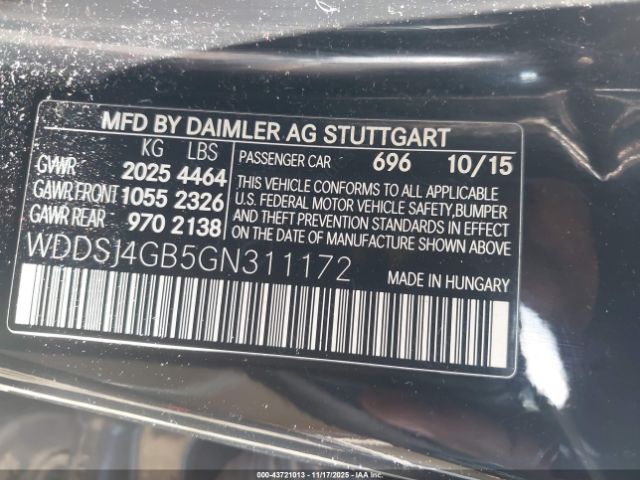 MFD BY DAIMLER AG STUTTGART
KG LBS
GVWR 2025 4464
GAWR FRONT 1055 2326
GAWR REAR 970 2138
PASSENGER CAR 696 10/15
THIS VEHICLE CONFORMS TO ALL APPLICABLE
U.S. FEDERAL MOTOR VEHICLE SAFETY, BUMPER
AND THEFT PREVENTION STANDARDS IN EFFECT
ON THE DATE OF MANUFACTURE SHOWN ABOVE.
WDDSJ4GB5GN311172
MADE IN HUNGARY
© IAA
00-43721013 | 11/17/2025 - © IAA